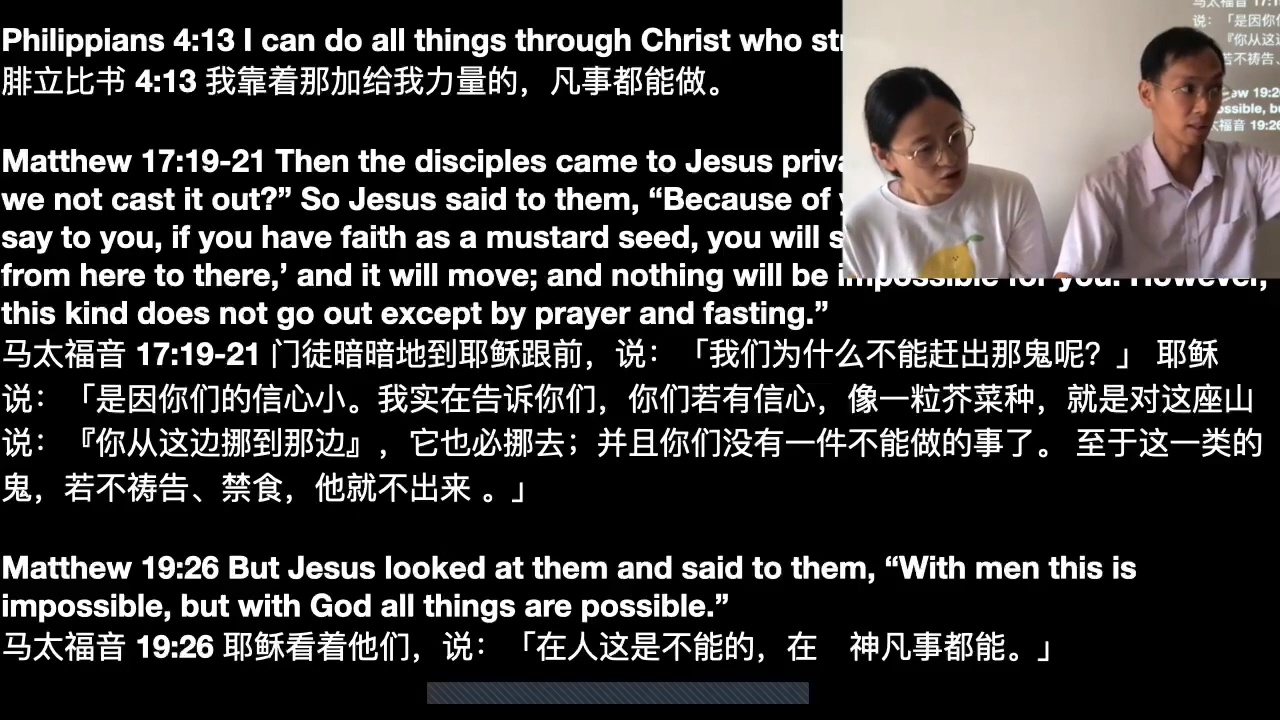 Philippians 4:13 I can do all things through Christ who
腓立比书 4:13 我靠着那加给我力量的，凡事都能做。
Matthew 17:19-21 Then the disciples came to Jesus
we not cast it out?” So Jesus said to them, “Because of
say to you, if you have faith as a mustard seed, you will
from here to there,’ and it will move; and nothing will be impossible for you. However,
this kind does not go out except by prayer and fasting.”
马太福音 17:19-21 门徒暗暗地到耶稣跟前，说：「我们为什么不能赶出那鬼呢？」 耶稣
说：「是因你们的信心小。我实在告诉你们，你们若有信心，像一粒芥菜种，就是对这座山
说：『你从这边挪到那边』，它也必挪去；并且你们没有一件不能做的事了。 至于这一类的
鬼，若不祷告、禁食，他就不出来 。」
Matthew 19:26 But Jesus looked at them and said to them, “With men this is
impossible, but with God all things are possible.”
马太福音 19:26 耶稣看着他们，说：「在人这是不能的，在　神凡事都能。」